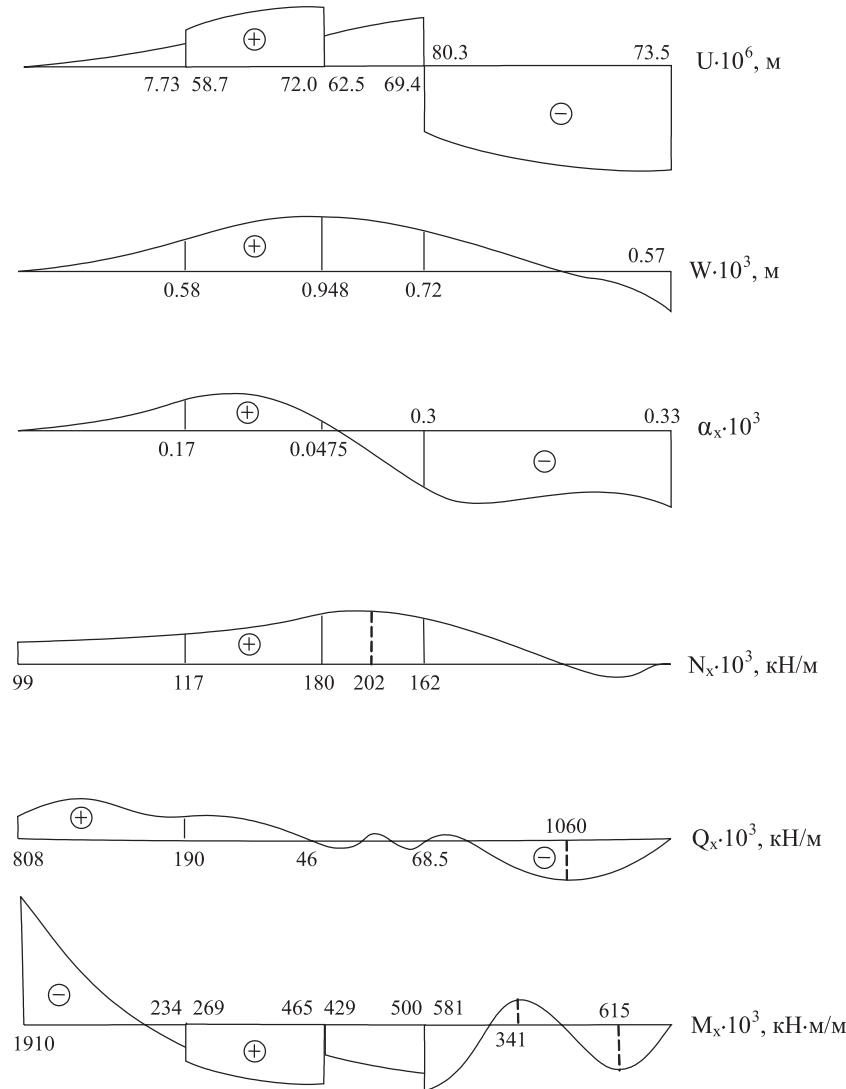 80.3 73.5
U·10⁶, м
7.73 58.7 72.0 62.5 69.4
0.57
W·10³, м
0.58 0.948 0.72
0.3 0.33
αₓ·10³
0.17 0.0475
Nₓ·10³, кН/м
99 117 180 202 162
1060
Qₓ·10³, кН/м
808 190 46 68.5
234 269 465 429 500 581 615
Mₓ·10³, кН·м/м
1910 341